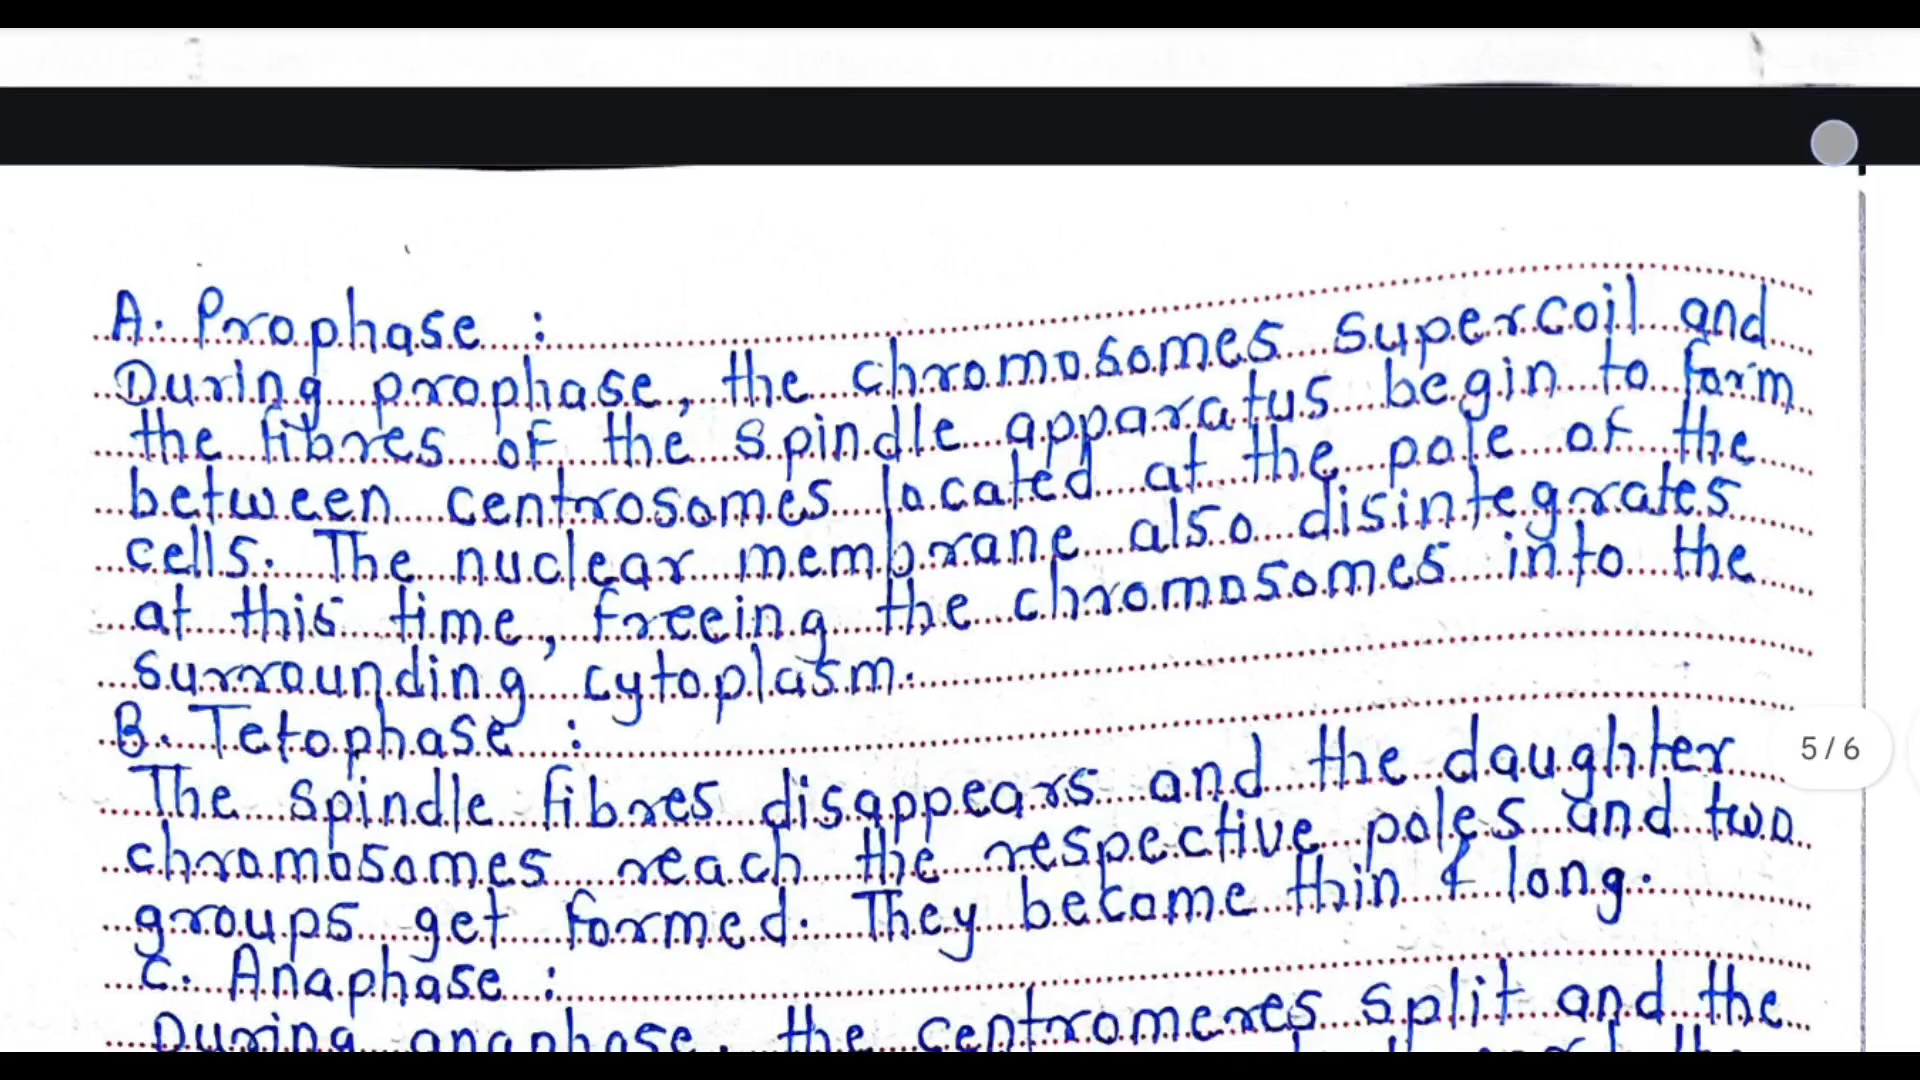 A. Prophase :
During prophase, the chromosomes supercoil and
the fibres of the spindle apparatus begin to form
between centrosomes located at the pole of the
cells. The nuclear membrane also disintegrates
at this time, freeing the chromosomes into the
surrounding cytoplasm.
B. Tetophase :
The spindle fibres disappears and the daughter
chromosomes reach the respective poles and two
groups get formed. They become thin & long.
C. Anaphase :
During anaphase, the centromeres split and the
5/6